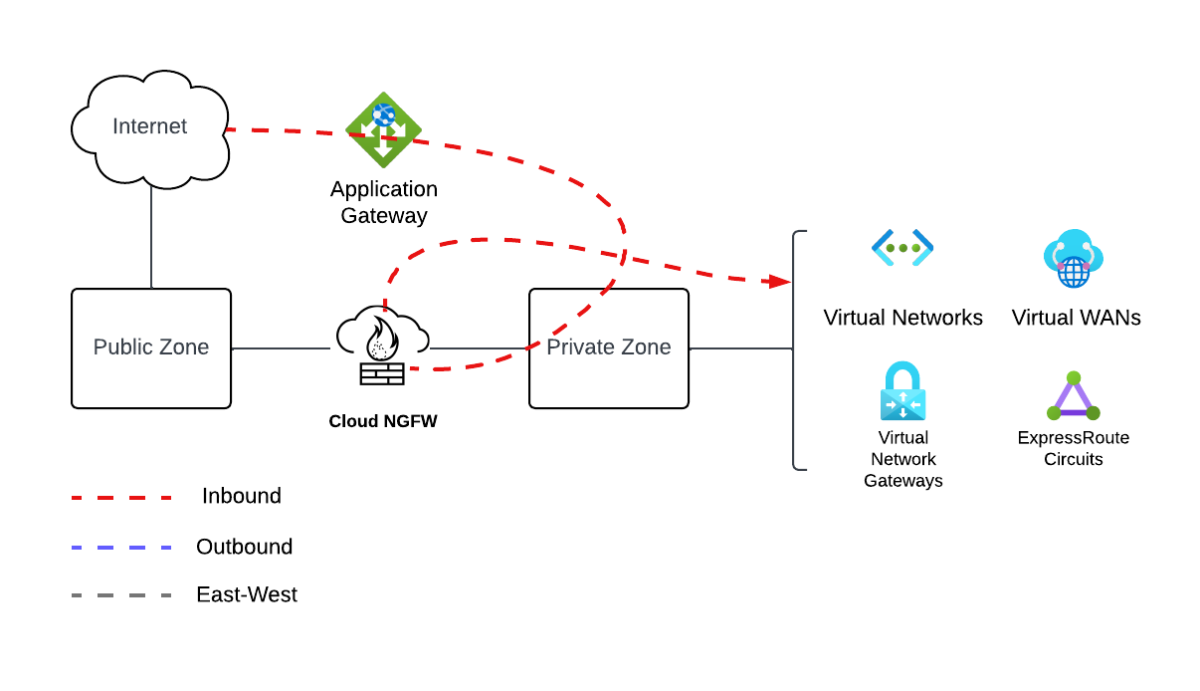 Internet
Application
Gateway
Virtual Networks
Virtual WANs
Public Zone
Private Zone
Cloud NGFW
Virtual
Network
Gateways
ExpressRoute
Circuits
Inbound
Outbound
East-West